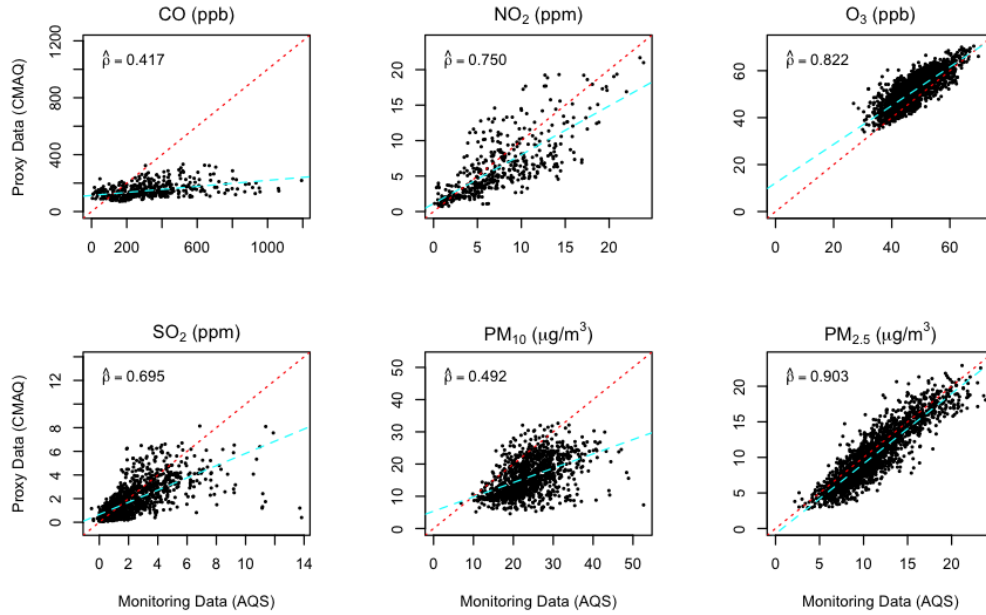 CO (ppb)
NO₂ (ppm)
O₃ (ppb)
ρ̂ = 0.417
ρ̂ = 0.750
ρ̂ = 0.822
Proxy Data (CMAQ)
0 400 800 1200
0 5 10 15 20
0 20 40 60
0 200 400 600 1000
0 5 10 15 20
0 20 40 60
SO₂ (ppm)
PM₁₀ (μg/m³)
PM₂.₅ (μg/m³)
ρ̂ = 0.695
ρ̂ = 0.492
ρ̂ = 0.903
Proxy Data (CMAQ)
0 2 4 6 8 12
0 10 20 30 40 50
0 5 10 15 20
0 2 4 6 8 10 12 14
0 10 20 30 40 50
0 5 10 15 20
Monitoring Data (AQS)
Monitoring Data (AQS)
Monitoring Data (AQS)